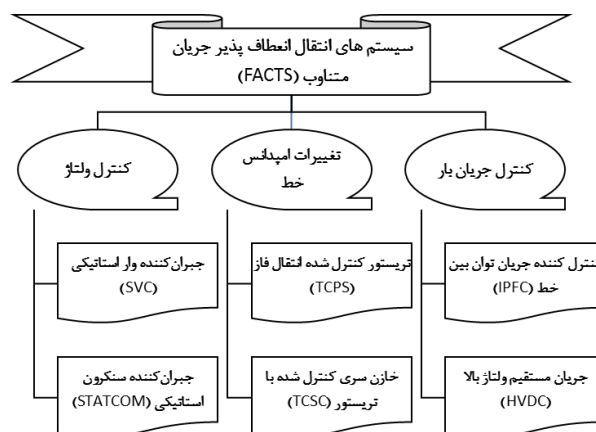 سیستم های انتقال انعطاف پذیر جریان
متناوب (FACTS)
کنترل جریان بار
تغییرات امپدانس
خط
کنترل ولتاژ
کنترل کننده جریان توان بین
خط (IPFC)
تریستور کنترل شده انتقال فاز
(TCPS)
جبران‌کننده وار استاتیکی
(SVC)
جریان مستقیم ولتاژ بالا
(HVDC)
خازن سری کنترل شده با
تریستور (TCSC)
جبران‌کننده سنکرون
استاتیکی (STATCOM)